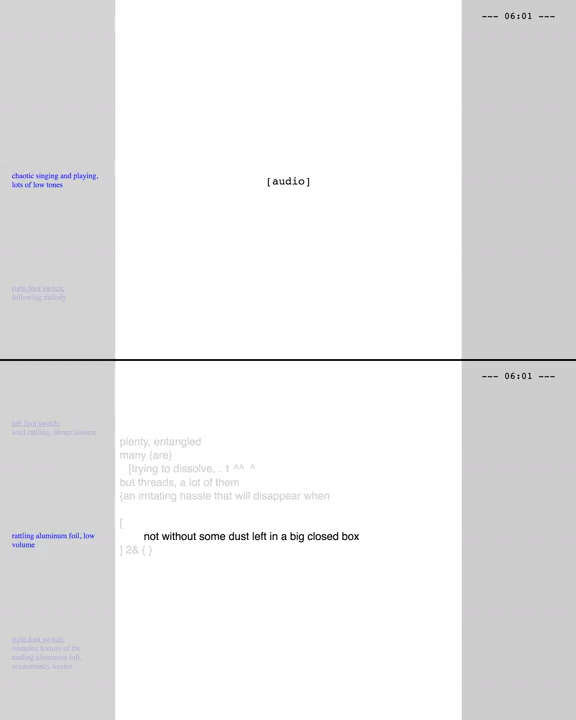 --- 06:01 ---
chaotic singing and playing,
lots of low tones
[audio]
right foot switch:
following melody
--- 06:01 ---
left foot switch:
loud rattling, abrupt silence
plenty, entangled
many (are)
[trying to dissolve, . 1 ^^ ^
but threads, a lot of them
(an irritating hassle that will disappear when
[
not without some dust left in a big closed box
] 2& { }
rattling aluminum foil, low
volume
right foot switch:
complex texture of the
rustling aluminum foil,
occasionally louder